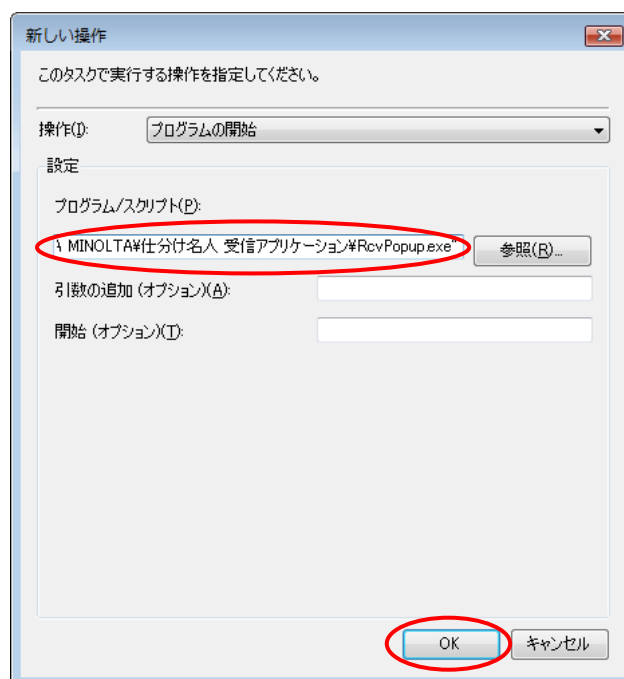 新しい操作
このタスクで実行する操作を指定してください。
操作(I): プログラムの開始
設定
プログラム/スクリプト(P):
MINOLTA¥仕分け名人 受信アプリケーション¥RcvPopup.exe" 参照(R)...
引数の追加 (オプション)(A):
開始 (オプション)(T):
OK キャンセル